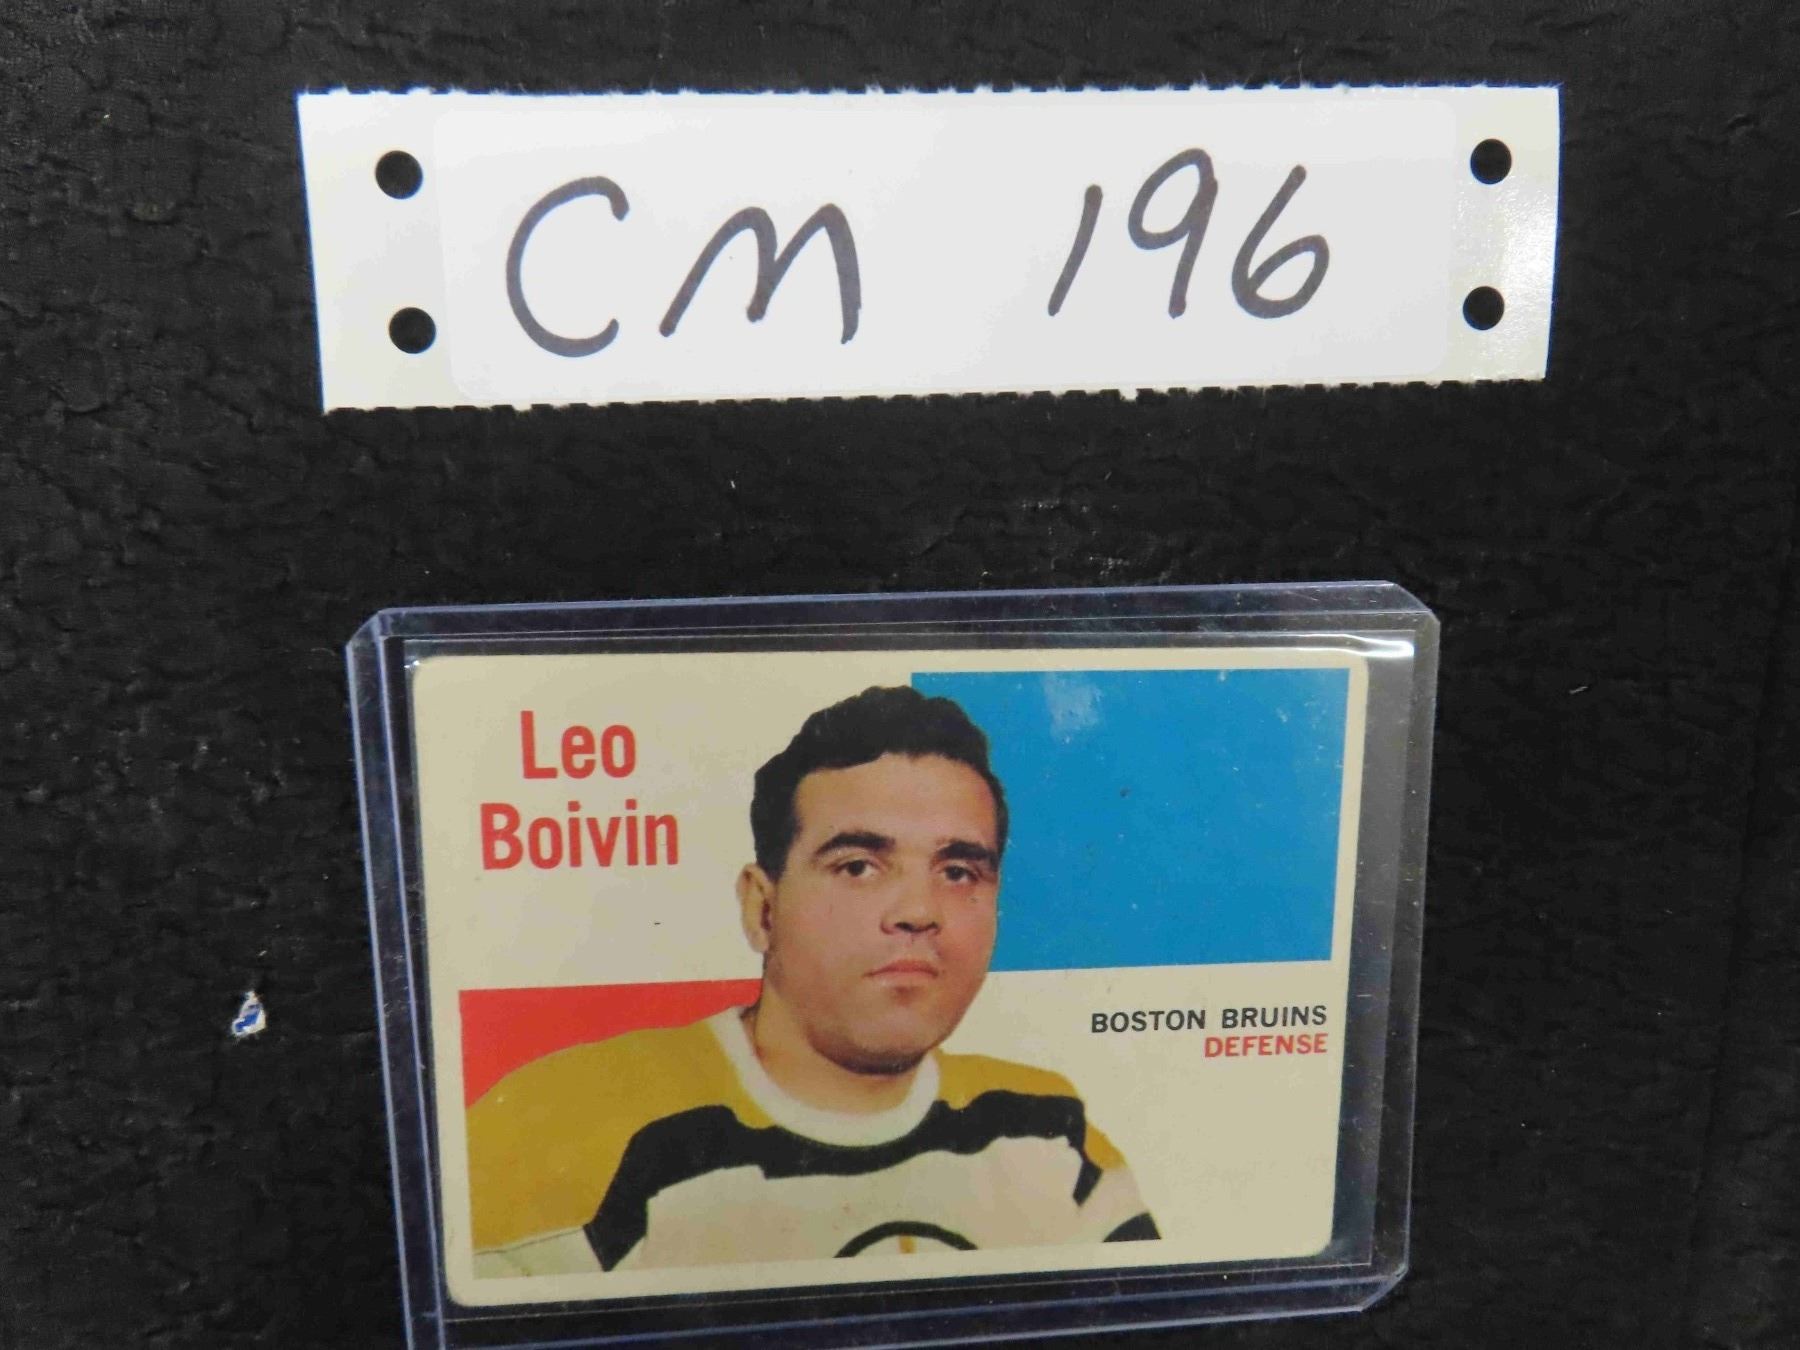 CM 196
Leo
Boivin
BOSTON BRUINS
DEFENSE